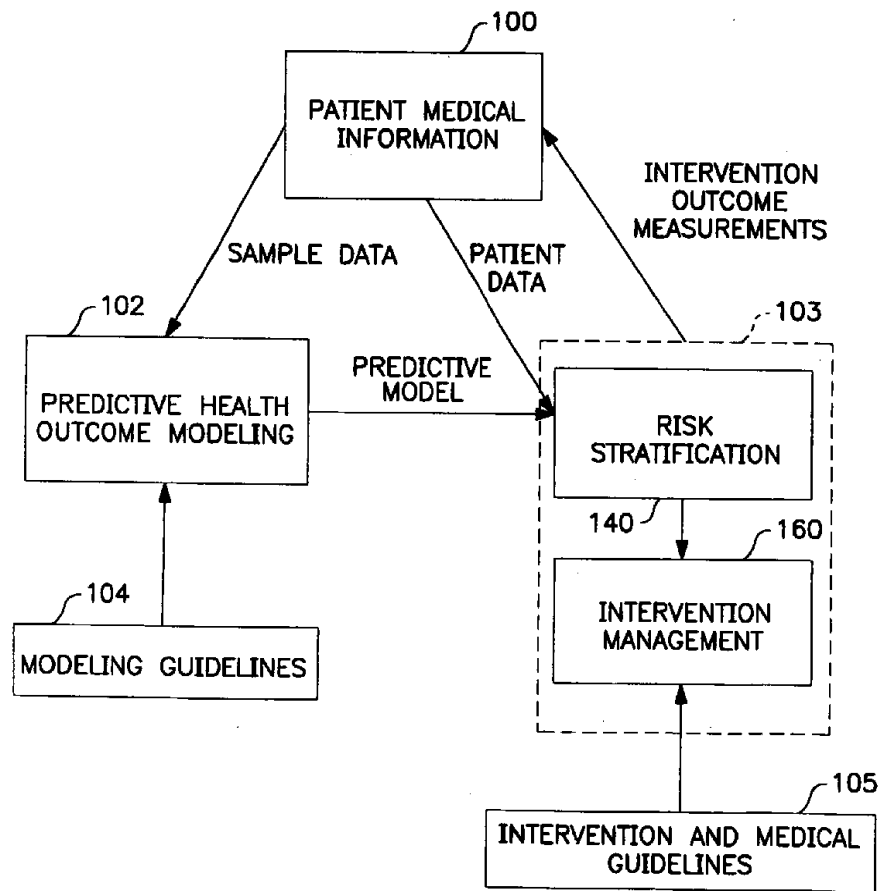 100
PATIENT MEDICAL
INFORMATION
INTERVENTION
OUTCOME
MEASUREMENTS
SAMPLE DATA
PATIENT
DATA
102
103
PREDICTIVE
MODEL
PREDICTIVE HEALTH
OUTCOME MODELING
RISK
STRATIFICATION
140
160
104
INTERVENTION
MANAGEMENT
MODELING GUIDELINES
105
INTERVENTION AND MEDICAL
GUIDELINES